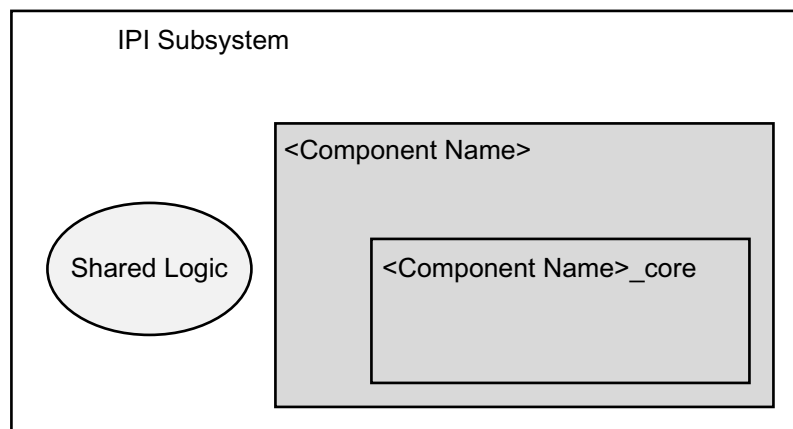 IPI Subsystem
<Component Name>
Shared Logic
<Component Name>_core